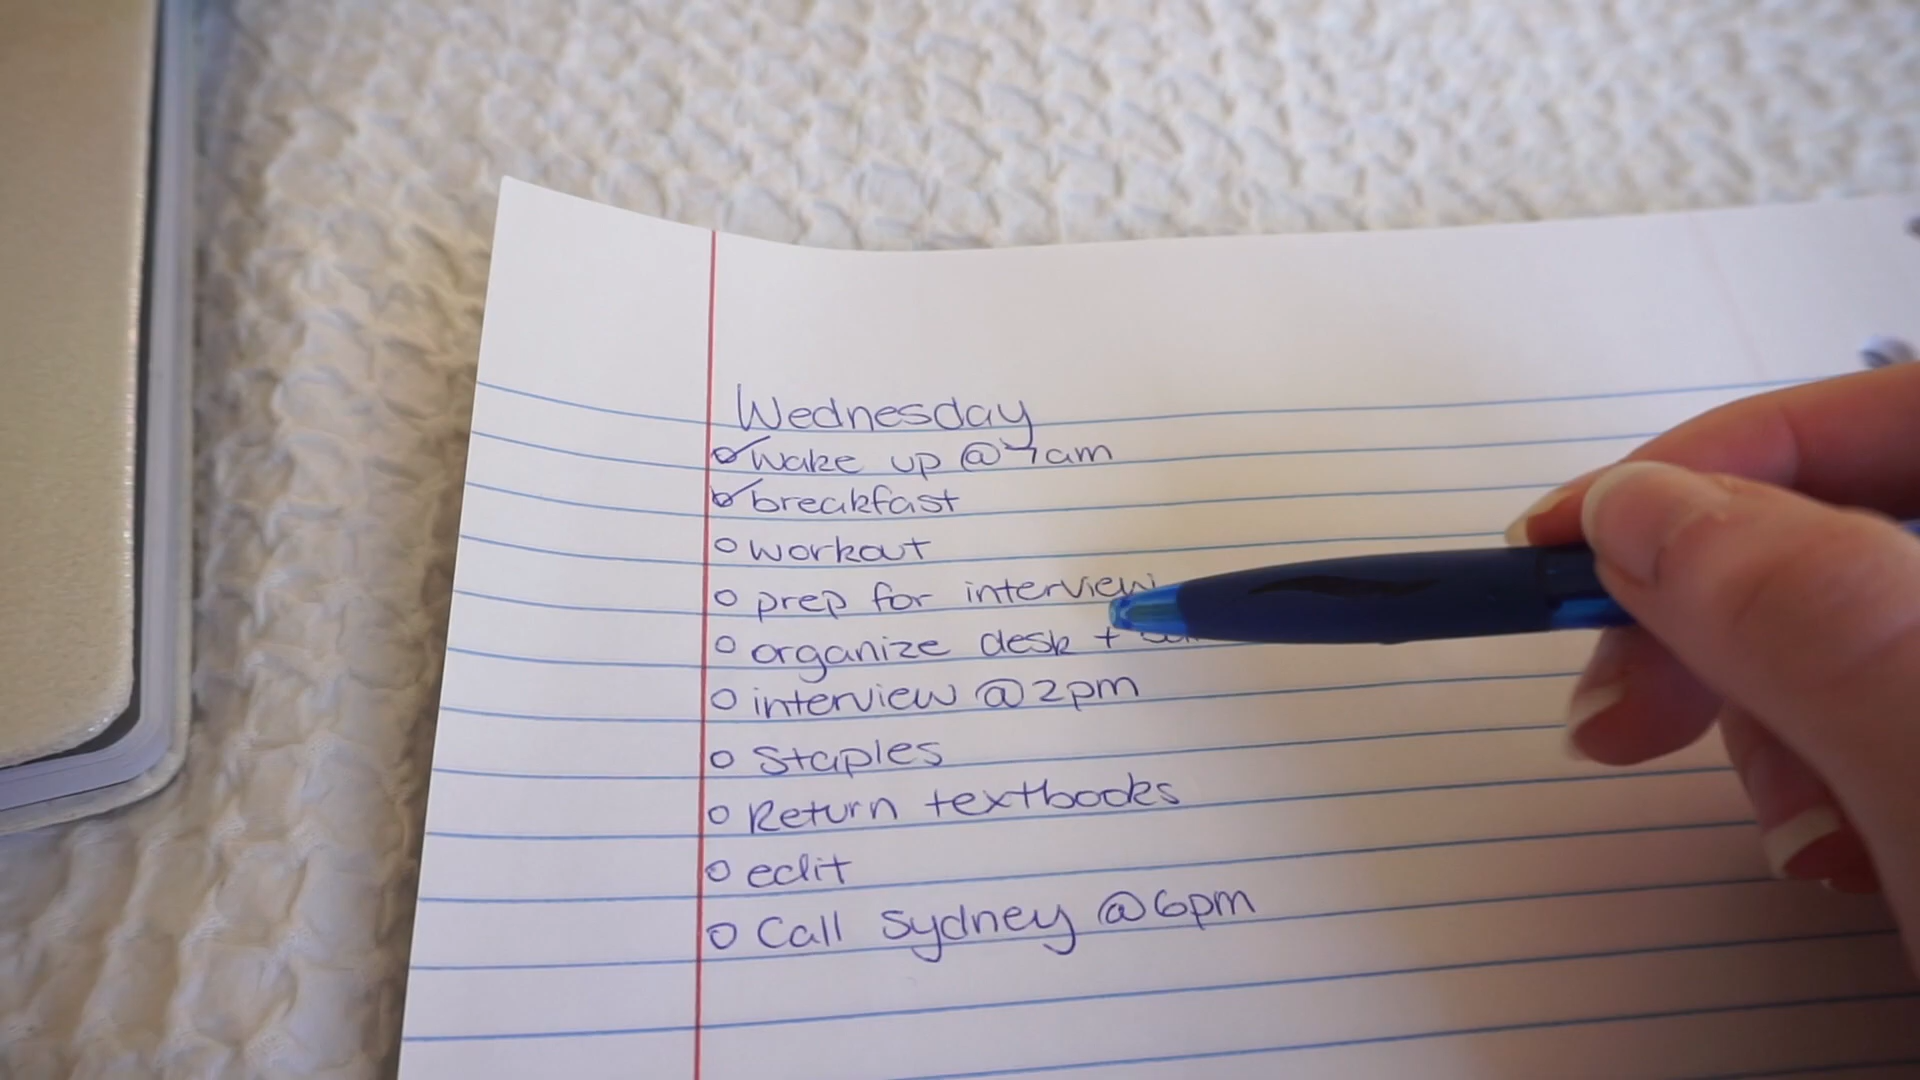 Wednesday
wake up @ 7am
breakfast
workout
prep for interview
organize desk +
interview @ 2pm
Staples
Return textbooks
edit
Call Sydney @ 6pm